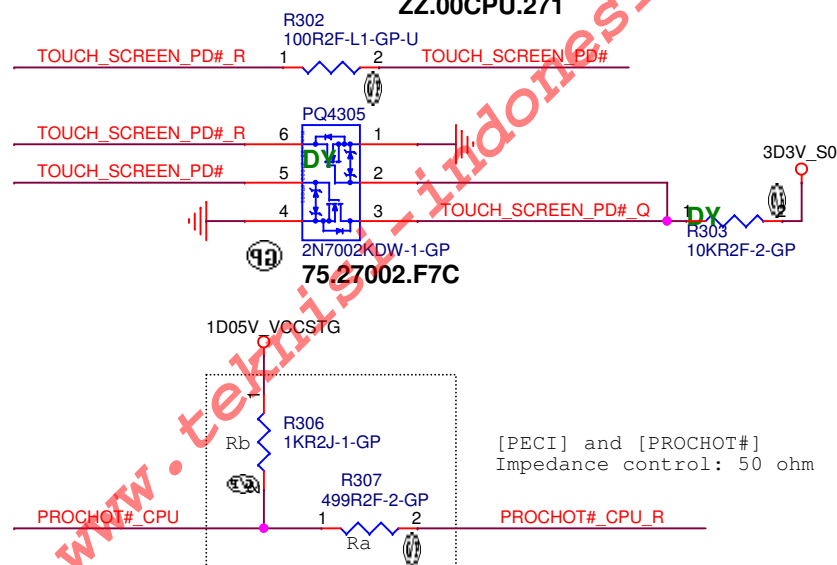 ZZ.00CPU.271
R302
100R2F-L1-GP-U
TOUCH_SCREEN_PD#_R 1 2 TOUCH_SCREEN_PD#
PQ4305
TOUCH_SCREEN_PD#_R 6 1
DY
TOUCH_SCREEN_PD# 5 2
3D3V_S0
4 3 TOUCH_SCREEN_PD#_Q 1 DY 2
R303
10KR2F-2-GP
GP
2N7002KDW-1-GP
75.27002.F7C
1D05V_VCCSTG
1
R306
Rb 1KR2J-1-GP
[PECI] and [PROCHOT#]
Impedance control: 50 ohm
R307
499R2F-2-GP
PROCHOT#_CPU 1 2 PROCHOT#_CPU_R
Ra
www.teknisi-indones